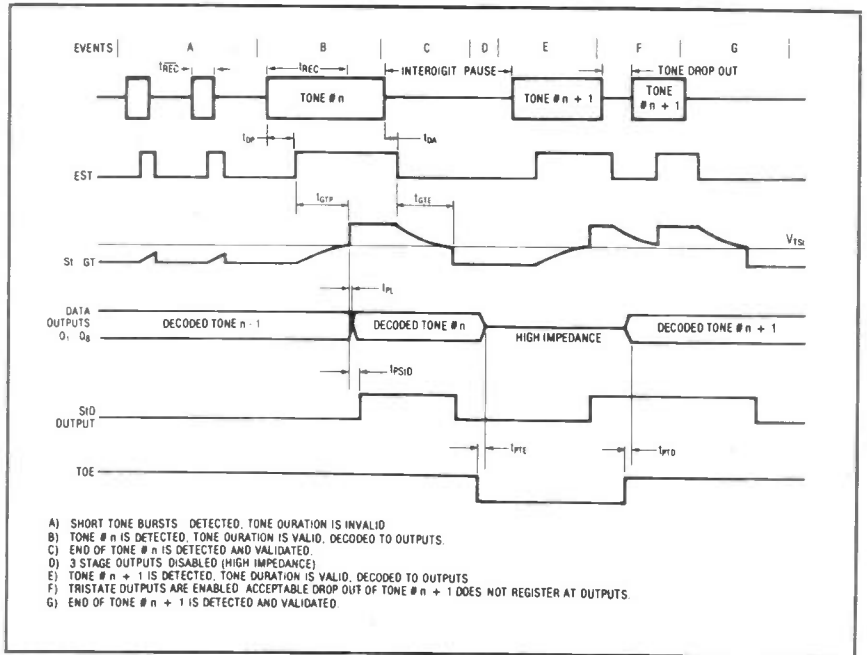 EVENTS A B C D E F G
tREC tREC INTERDIGIT PAUSE TONE DROP OUT
TONE #n TONE #n + 1 TONE #n + 1
tDP tDA
EST
tGTP tGTE
VTSt
St GT
tPL
DATA OUTPUTS Q1 Q8
DECODED TONE n-1 DECODED TONE #n HIGH IMPEDANCE DECODED TONE #n + 1
tPStD
StD OUTPUT
tPTE tPTD
TOE
A) SHORT TONE BURSTS DETECTED, TONE DURATION IS INVALID
B) TONE #n IS DETECTED, TONE DURATION IS VALID, DECODED TO OUTPUTS.
C) END OF TONE #n IS DETECTED AND VALIDATED.
D) 3 STAGE OUTPUTS DISABLED (HIGH IMPEDANCE)
E) TONE #n + 1 IS DETECTED, TONE DURATION IS VALID, DECODED TO OUTPUTS
F) TRISTATE OUTPUTS ARE ENABLED ACCEPTABLE DROP OUT OF TONE #n + 1 DOES NOT REGISTER AT OUTPUTS.
G) END OF TONE #n + 1 IS DETECTED AND VALIDATED.